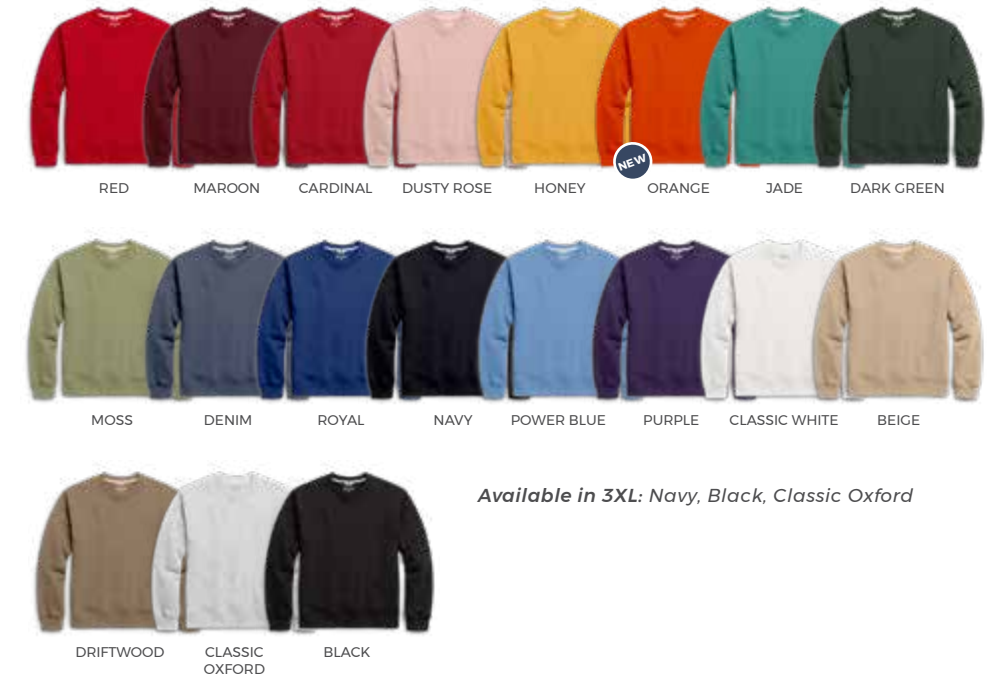 RED
MAROON
CARDINAL
DUSTY ROSE
HONEY
NEW
ORANGE
JADE
DARK GREEN
MOSS
DENIM
ROYAL
NAVY
POWER BLUE
PURPLE
CLASSIC WHITE
BEIGE
Available in 3XL: Navy, Black, Classic Oxford
DRIFTWOOD
CLASSIC
OXFORD
BLACK